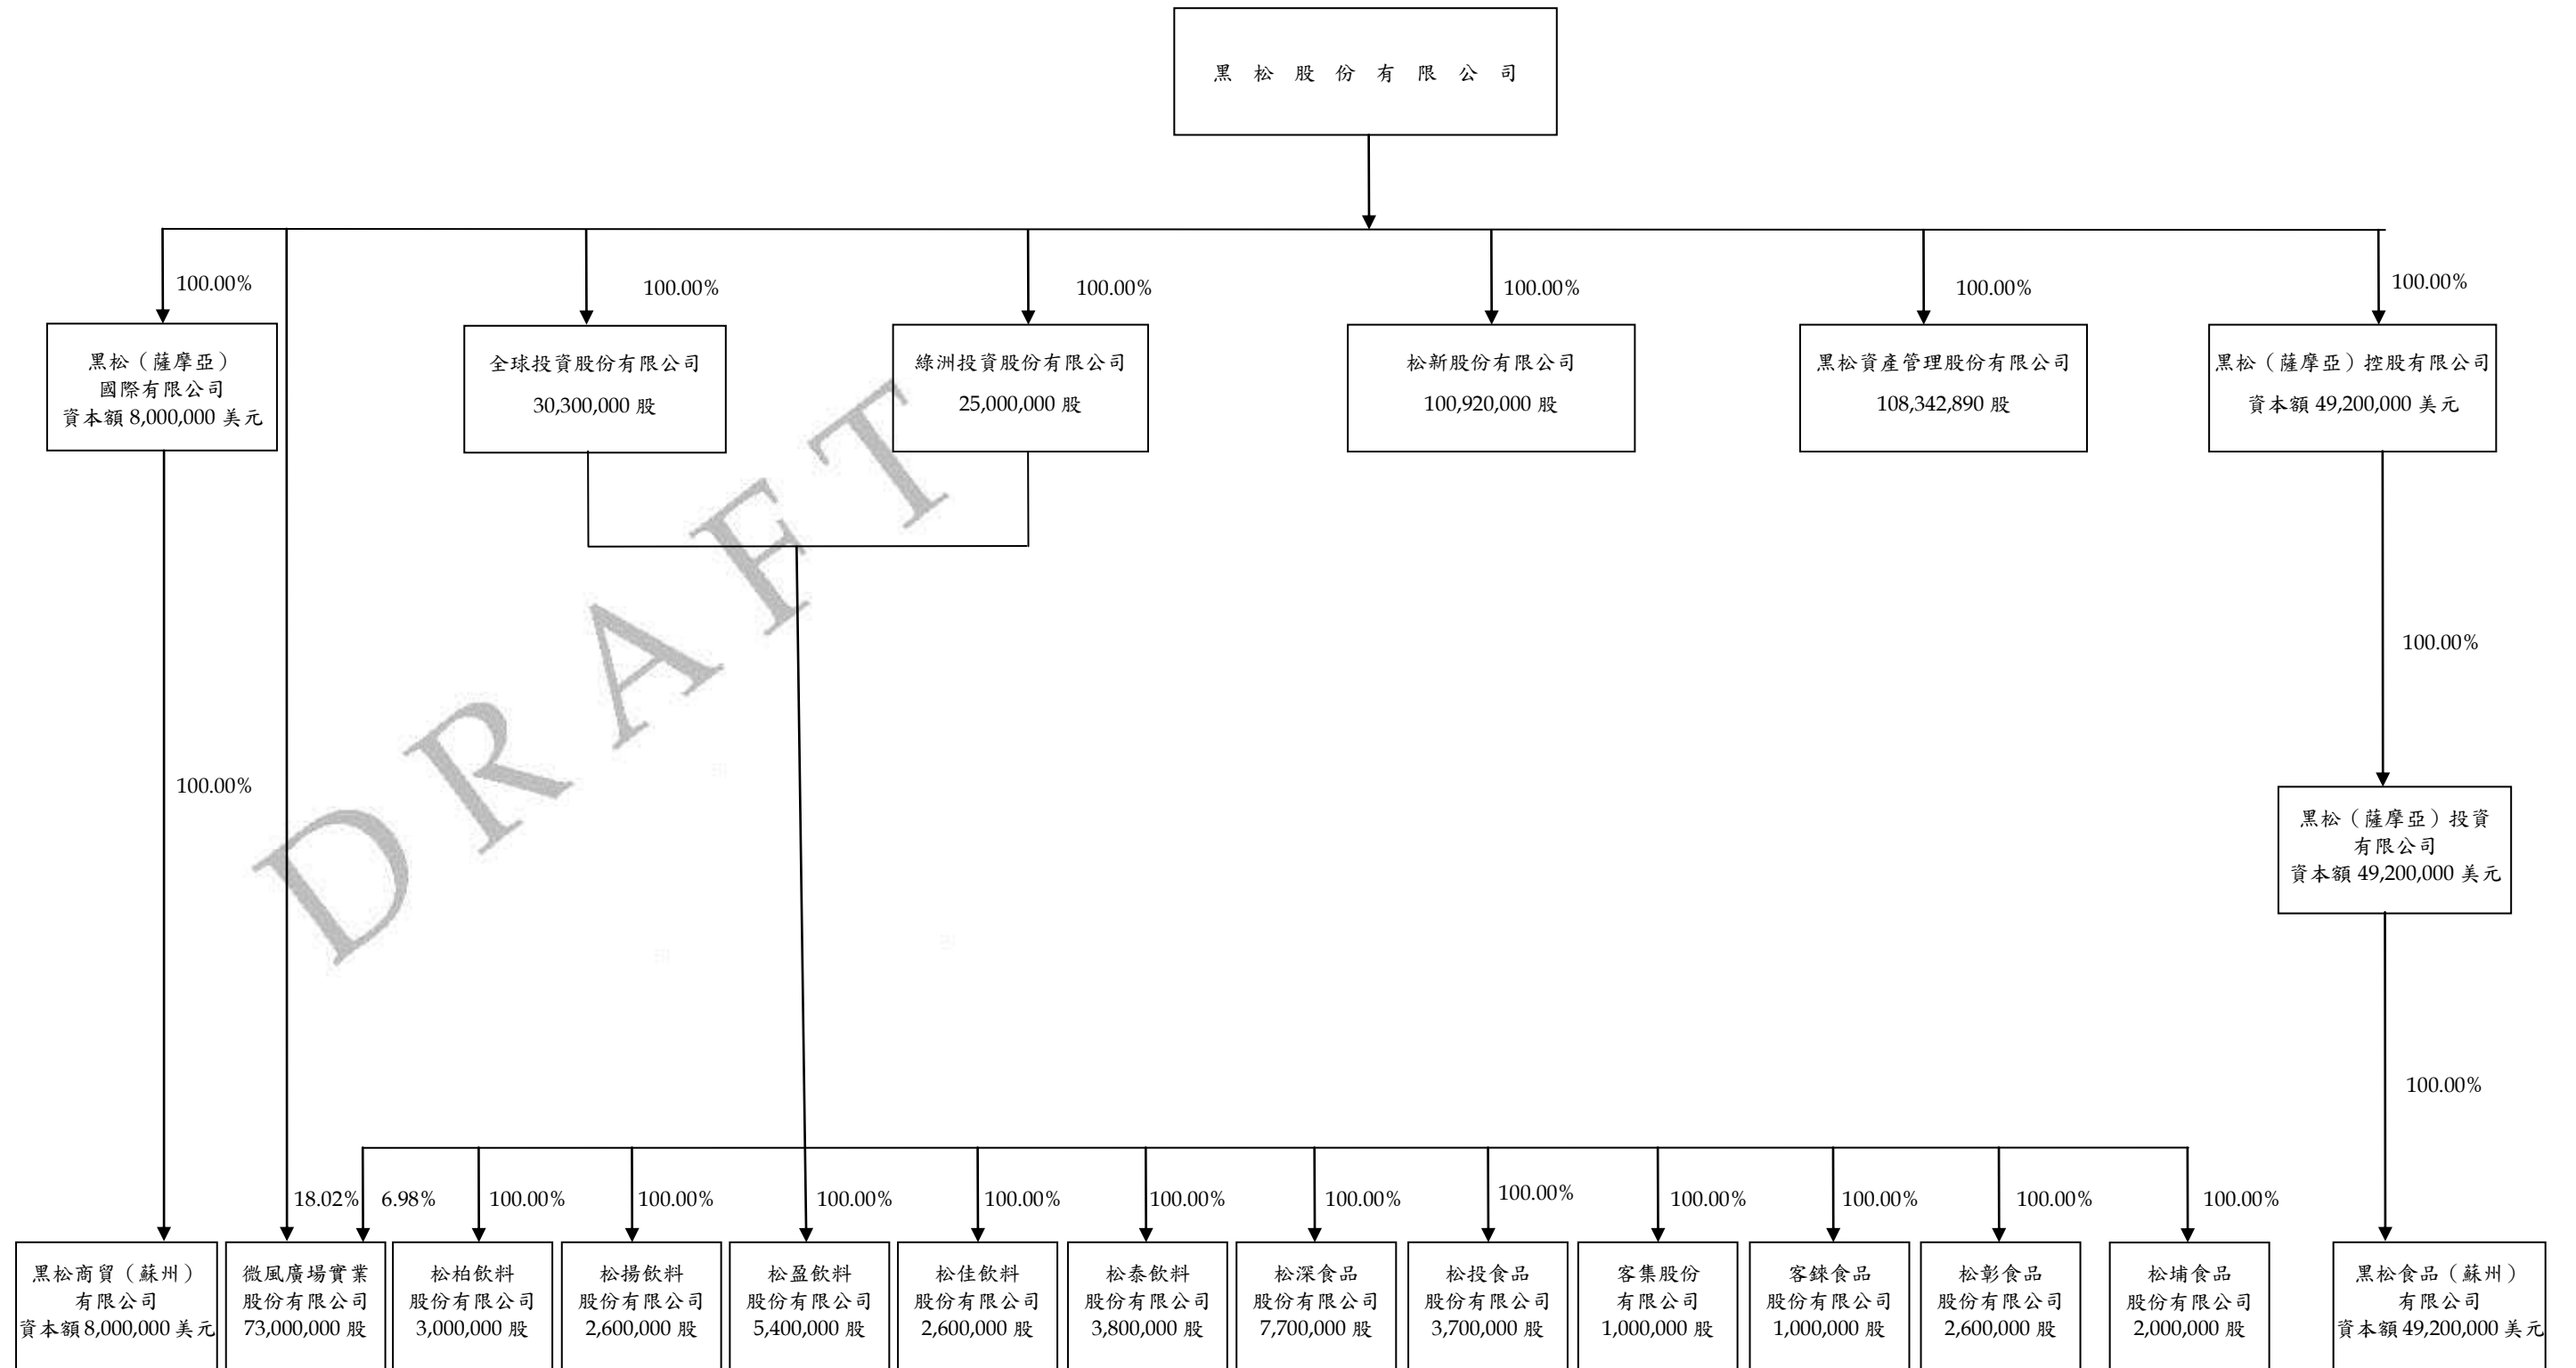 黑松股份有限公司
100.00%
100.00%
100.00%
100.00%
100.00%
100.00%
黑松（薩摩亞）
國際有限公司
資本額 8,000,000 美元
全球投資股份有限公司
30,300,000 股
綠洲投資股份有限公司
25,000,000 股
松新股份有限公司
100,920,000 股
黑松資產管理股份有限公司
108,342,890 股
黑松（薩摩亞）控股有限公司
資本額 49,200,000 美元
DRAFT
100.00%
100.00%
黑松（薩摩亞）投資
有限公司
資本額 49,200,000 美元
100.00%
18.02%
6.98%
100.00%
100.00%
100.00%
100.00%
100.00%
100.00%
100.00%
100.00%
100.00%
100.00%
100.00%
黑松商貿（蘇州）
有限公司
資本額 8,000,000 美元
微風廣場實業
股份有限公司
73,000,000 股
松柏飲料
股份有限公司
3,000,000 股
松揚飲料
股份有限公司
2,600,000 股
松盈飲料
股份有限公司
5,400,000 股
松佳飲料
股份有限公司
2,600,000 股
松泰飲料
股份有限公司
3,800,000 股
松深食品
股份有限公司
7,700,000 股
松投食品
股份有限公司
3,700,000 股
客集股份
有限公司
1,000,000 股
客錸食品
股份有限公司
1,000,000 股
松彰食品
股份有限公司
2,600,000 股
松埔食品
股份有限公司
2,000,000 股
黑松食品（蘇州）
有限公司
資本額 49,200,000 美元